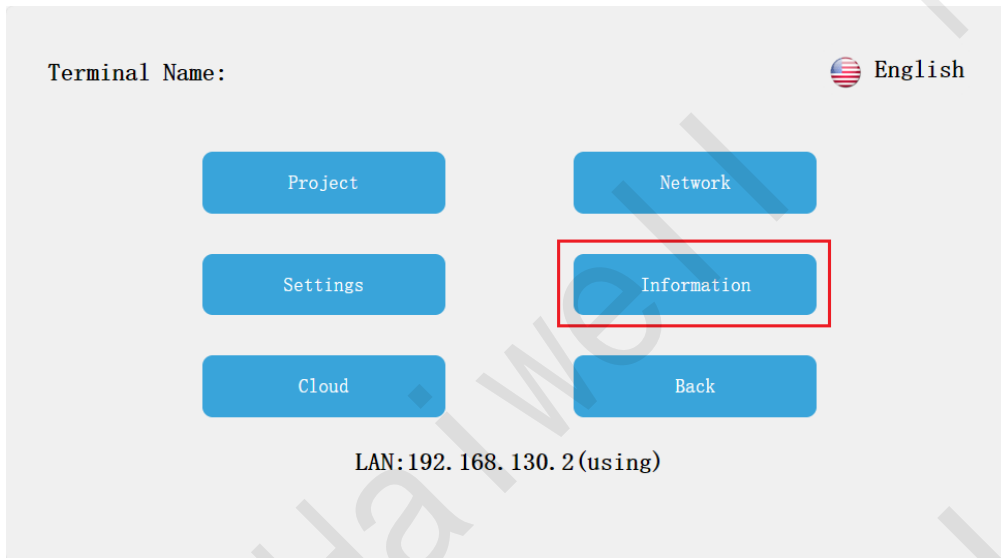 Terminal Name:
English
Project
Network
Settings
Information
Cloud
Back
LAN:192.168.130.2(using)
Haiwell